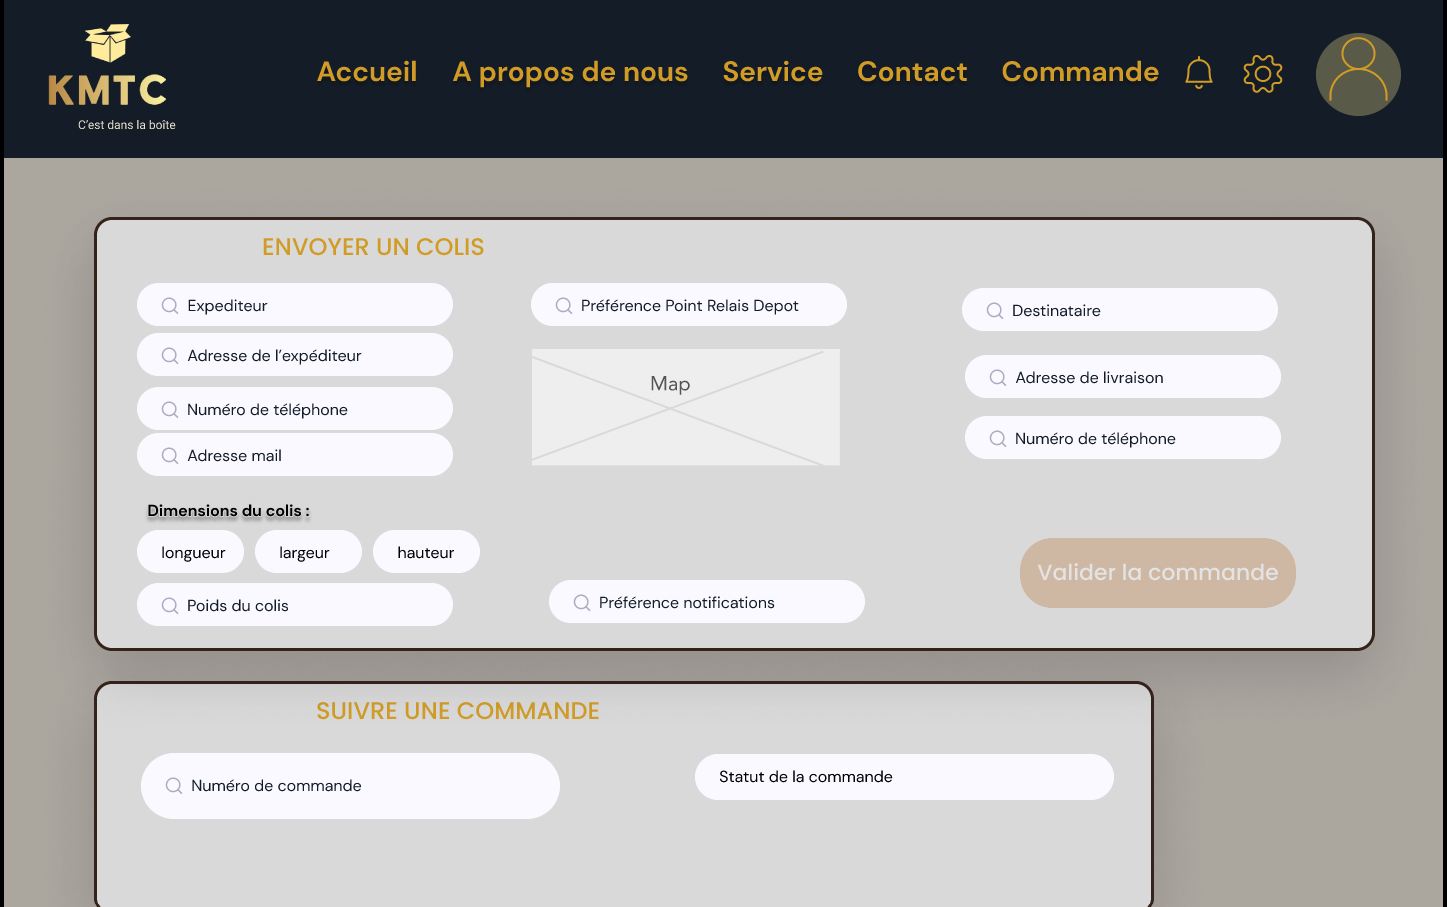 KMTC
C'est dans la boîte
Accueil
A propos de nous
Service
Contact
Commande
ENVOYER UN COLIS
Expediteur
Adresse de l'expéditeur
Numéro de téléphone
Adresse mail
Dimensions du colis :
longueur
largeur
hauteur
Poids du colis
Préférence Point Relais Depot
Map
Préférence notifications
Destinataire
Adresse de livraison
Numéro de téléphone
Valider la commande
SUIVRE UNE COMMANDE
Numéro de commande
Statut de la commande